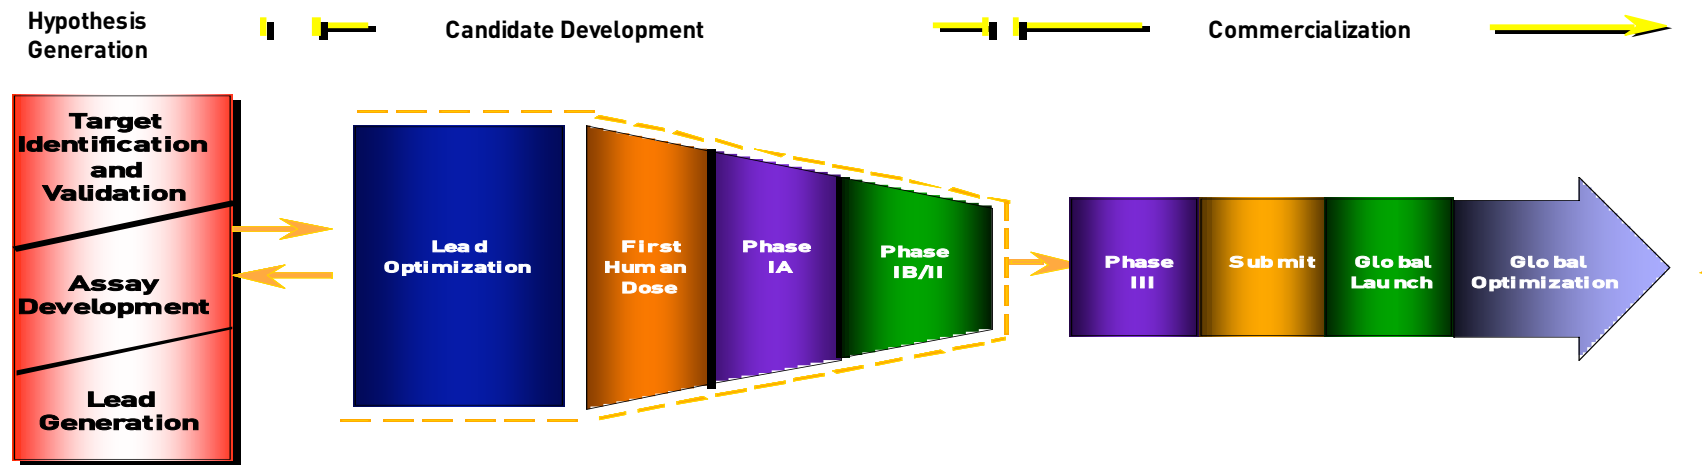 Hypothesis
Generation
Candidate Development
Commercialization
Target
Identification
and
Validation
Assay
Development
Lead
Generation
Lead
Optimization
First
Human
Dose
Phase
IA
Phase
IB/II
Phase
III
Submit
Global
Launch
Global
Optimization